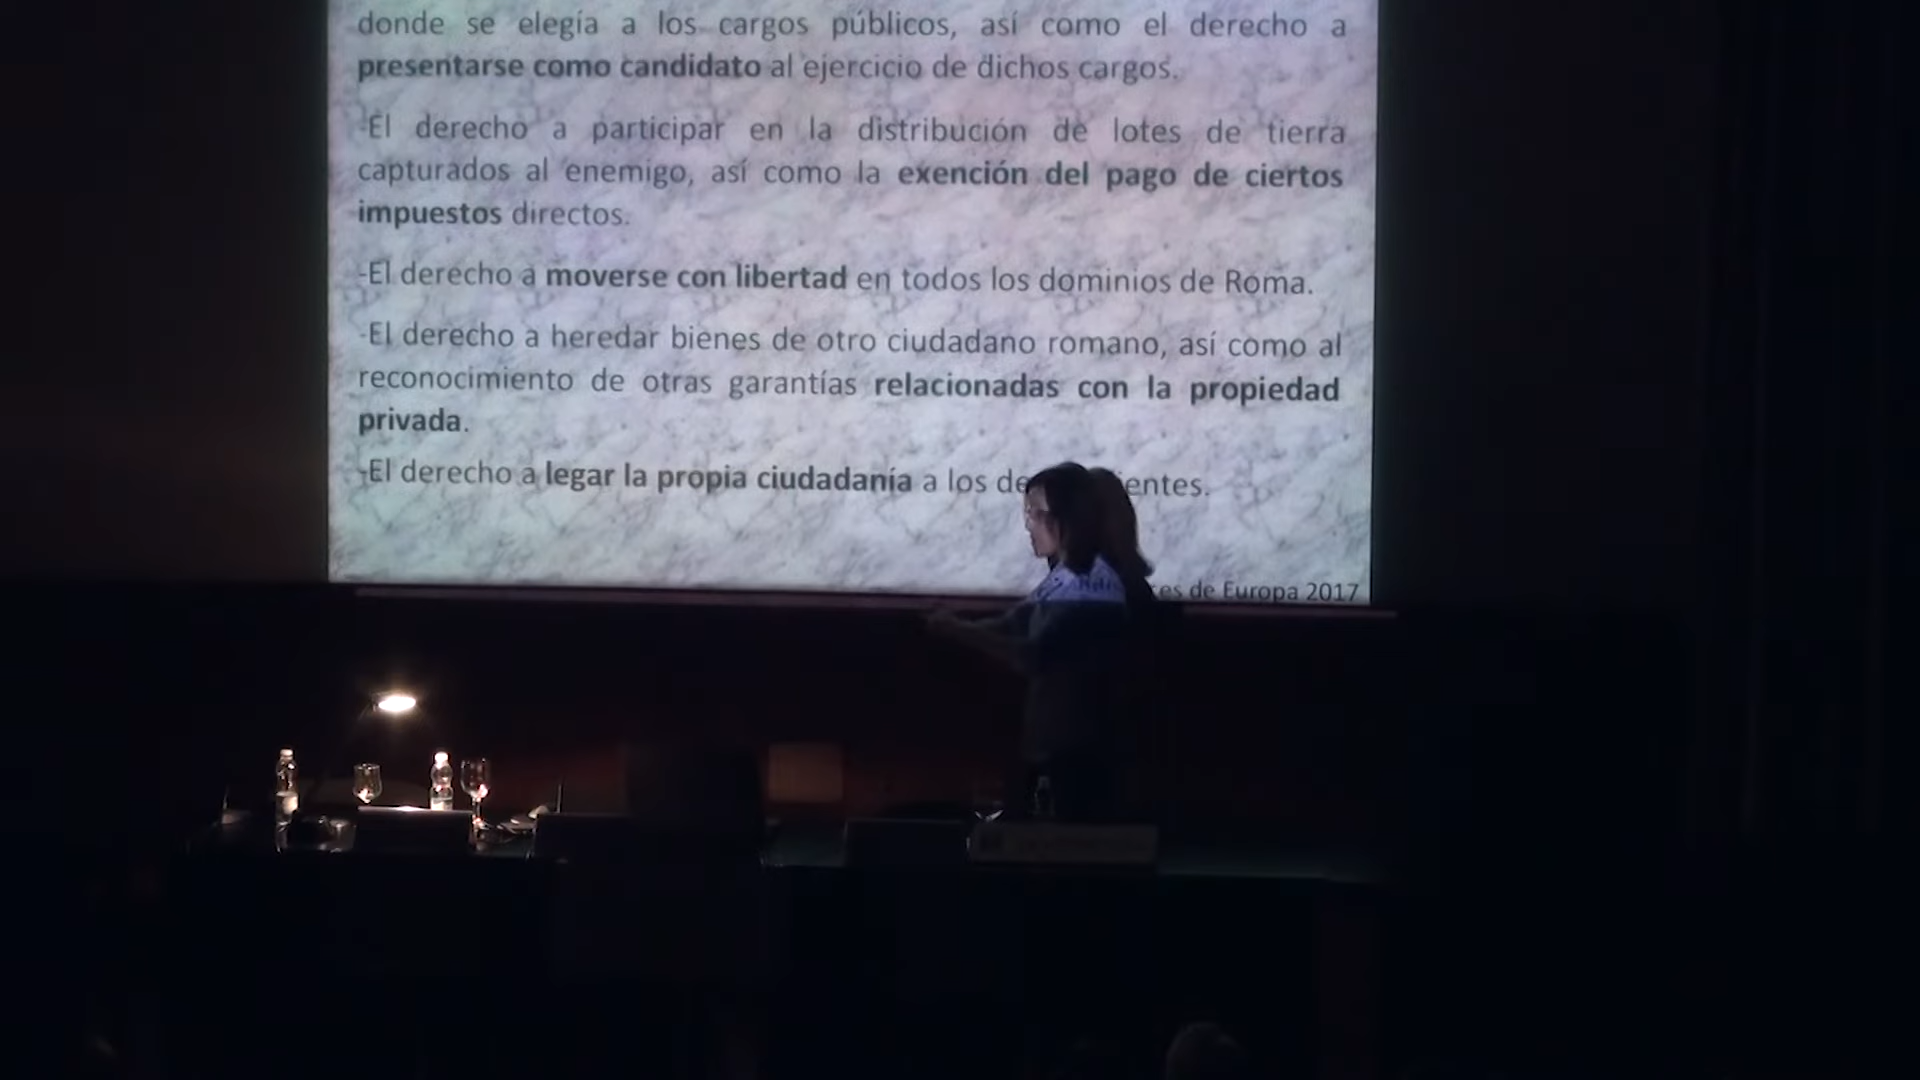 donde se elegía a los cargos públicos, así como el derecho a
presentarse como candidato al ejercicio de dichos cargos.
-El derecho a participar en la distribución de lotes de tierra
capturados al enemigo, así como la exención del pago de ciertos
impuestos directos.
-El derecho a moverse con libertad en todos los dominios de Roma.
-El derecho a heredar bienes de otro ciudadano romano, así como al
reconocimiento de otras garantías relacionadas con la propiedad
privada.
-El derecho a legar la propia ciudadanía a los
de Europa 2017